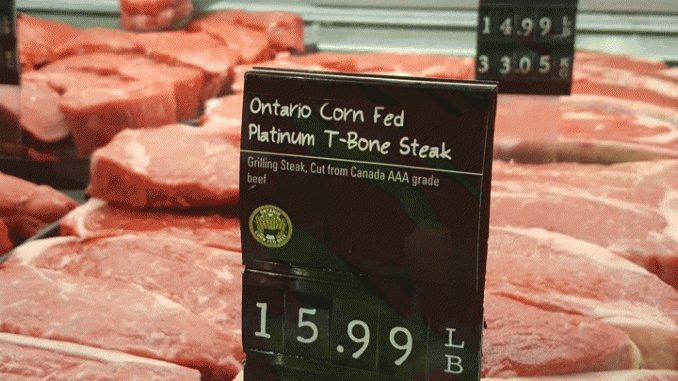 14.99 LB
33.05 KG
Ontario Corn Fed
Platinum T-Bone Steak
Grilling Steak, Cut from Canada AAA grade
beef
15.99 LB